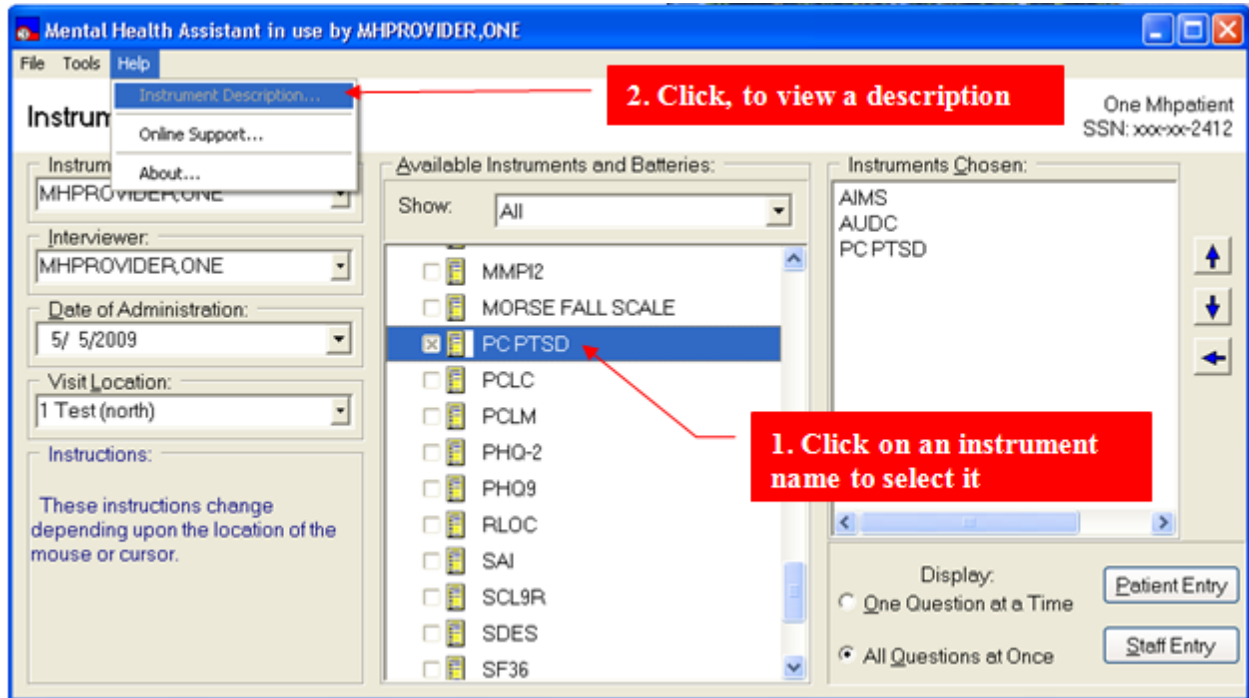 Mental Health Assistant in use by MHPROVIDER,ONE
File Tools Help
Instrument Description...
Online Support...
About...
2. Click, to view a description
One Mhpatient
SSN: xxx-xx-2412
MHPROVIDER,ONE
Interviewer:
MHPROVIDER,ONE
Date of Administration:
5/ 5/2009
Visit Location:
1 Test (north)
Instructions:
These instructions change
depending upon the location of the
mouse or cursor.
Available Instruments and Batteries:
Show: All
MMPI2
MORSE FALL SCALE
PC PTSD
PCLC
PCLM
PHQ-2
PHQ9
RLOC
SAI
SCL9R
SDES
SF36
1. Click on an instrument
name to select it
Instruments Chosen:
AIMS
AUDC
PC PTSD
Display:
One Question at a Time
All Questions at Once
Patient Entry
Staff Entry